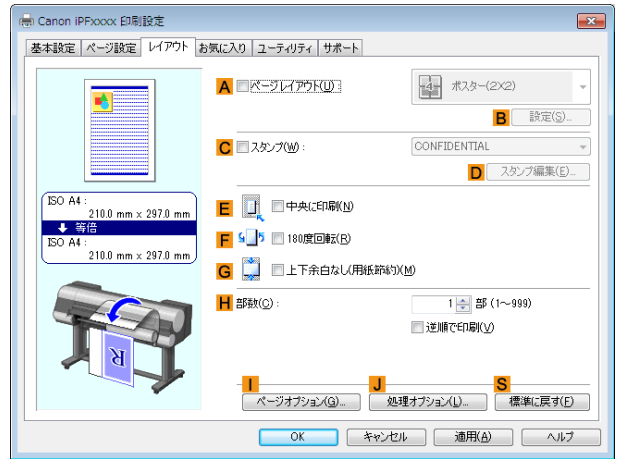 Canon iPFxxxx 印刷設定
基本設定 ページ設定 レイアウト お気に入り ユーティリティ サポート
A ページレイアウト(U) :
4 ポスター(2×2)
B 設定(S)...
C スタンプ(W) :
CONFIDENTIAL
D スタンプ編集(E)...
ISO A4 :
210.0 mm × 297.0 mm
等倍
ISO A4 :
210.0 mm × 297.0 mm
E 中央に印刷(N)
F 180度回転(R)
G 上下余白なし(用紙節約)(M)
H 部数(C) :
1 部 (1～999)
逆順で印刷(V)
R
I J S
ページオプション(G)... 処理オプション(L)... 標準に戻す(F)
OK キャンセル 適用(A) ヘルプ